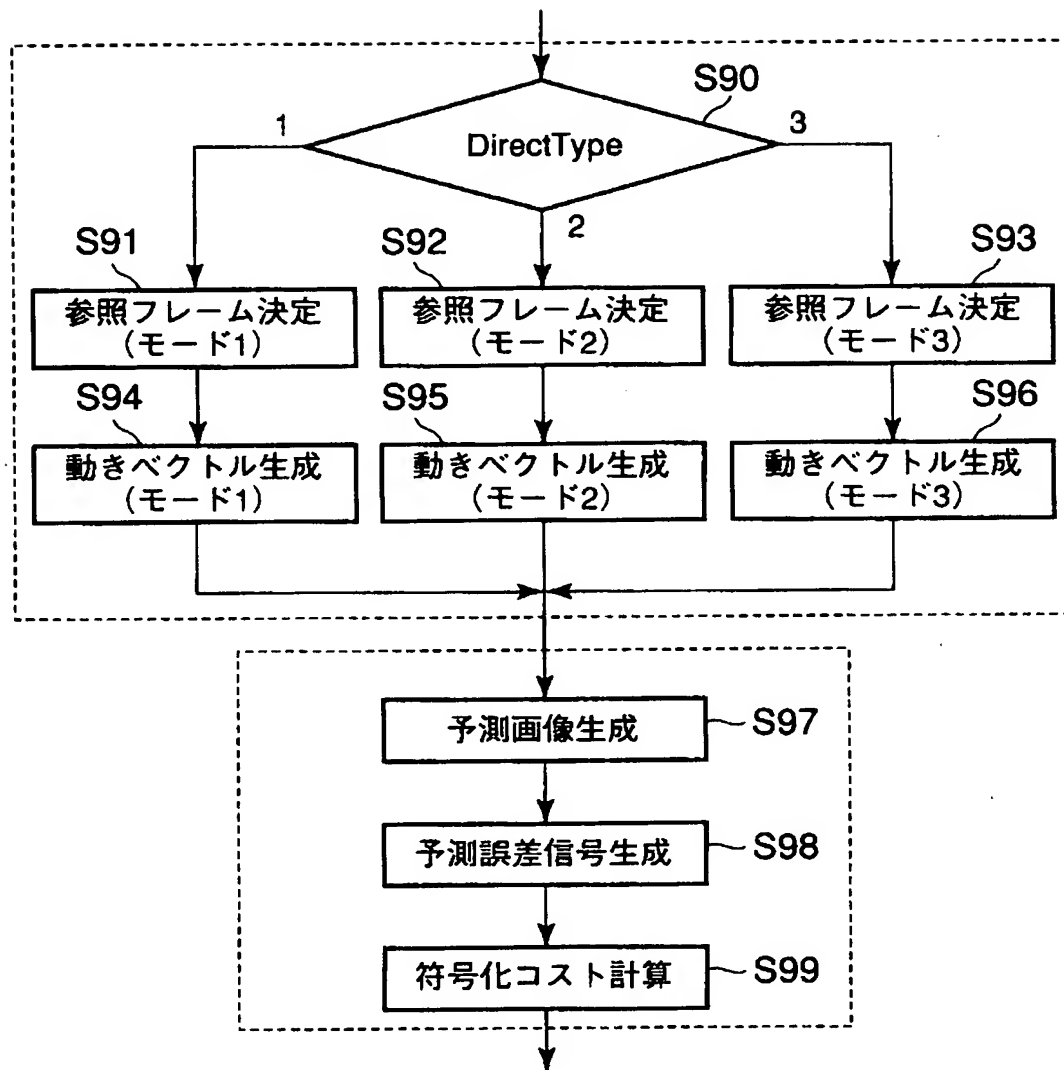 S90
1
3
DirectType
2
S91
S92
S93
参照フレーム決定
(モード1)
参照フレーム決定
(モード2)
参照フレーム決定
(モード3)
S94
S95
S96
動きベクトル生成
(モード1)
動きベクトル生成
(モード2)
動きベクトル生成
(モード3)
予測画像生成
S97
予測誤差信号生成
S98
符号化コスト計算
S99